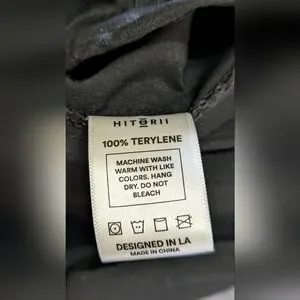 HITORII
100% TERYLENE
MACHINE WASH
WARM WITH LIKE
COLORS. HANG
DRY. DO NOT
BLEACH
DESIGNED IN LA
MADE IN CHINA